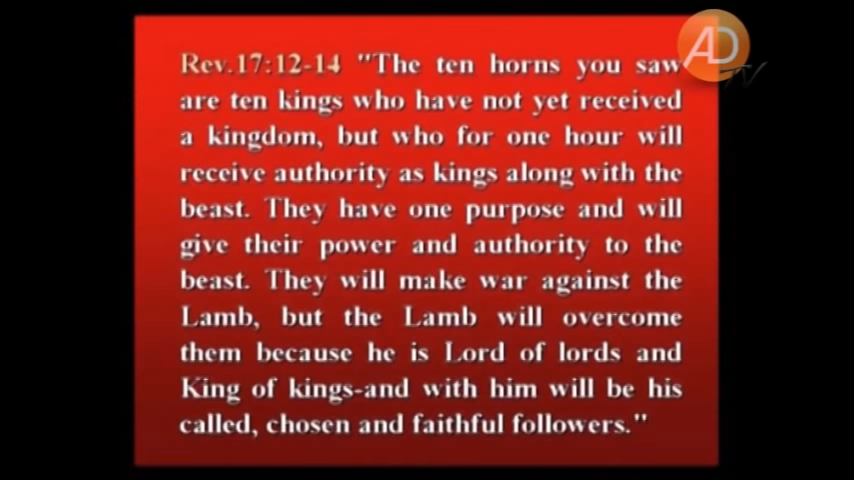 Rev.17:12-14 "The ten horns you saw
are ten kings who have not yet received
a kingdom, but who for one hour will
receive authority as kings along with the
beast. They have one purpose and will
give their power and authority to the
beast. They will make war against the
Lamb, but the Lamb will overcome
them because he is Lord of lords and
King of kings-and with him will be his
called, chosen and faithful followers."
AD
TV